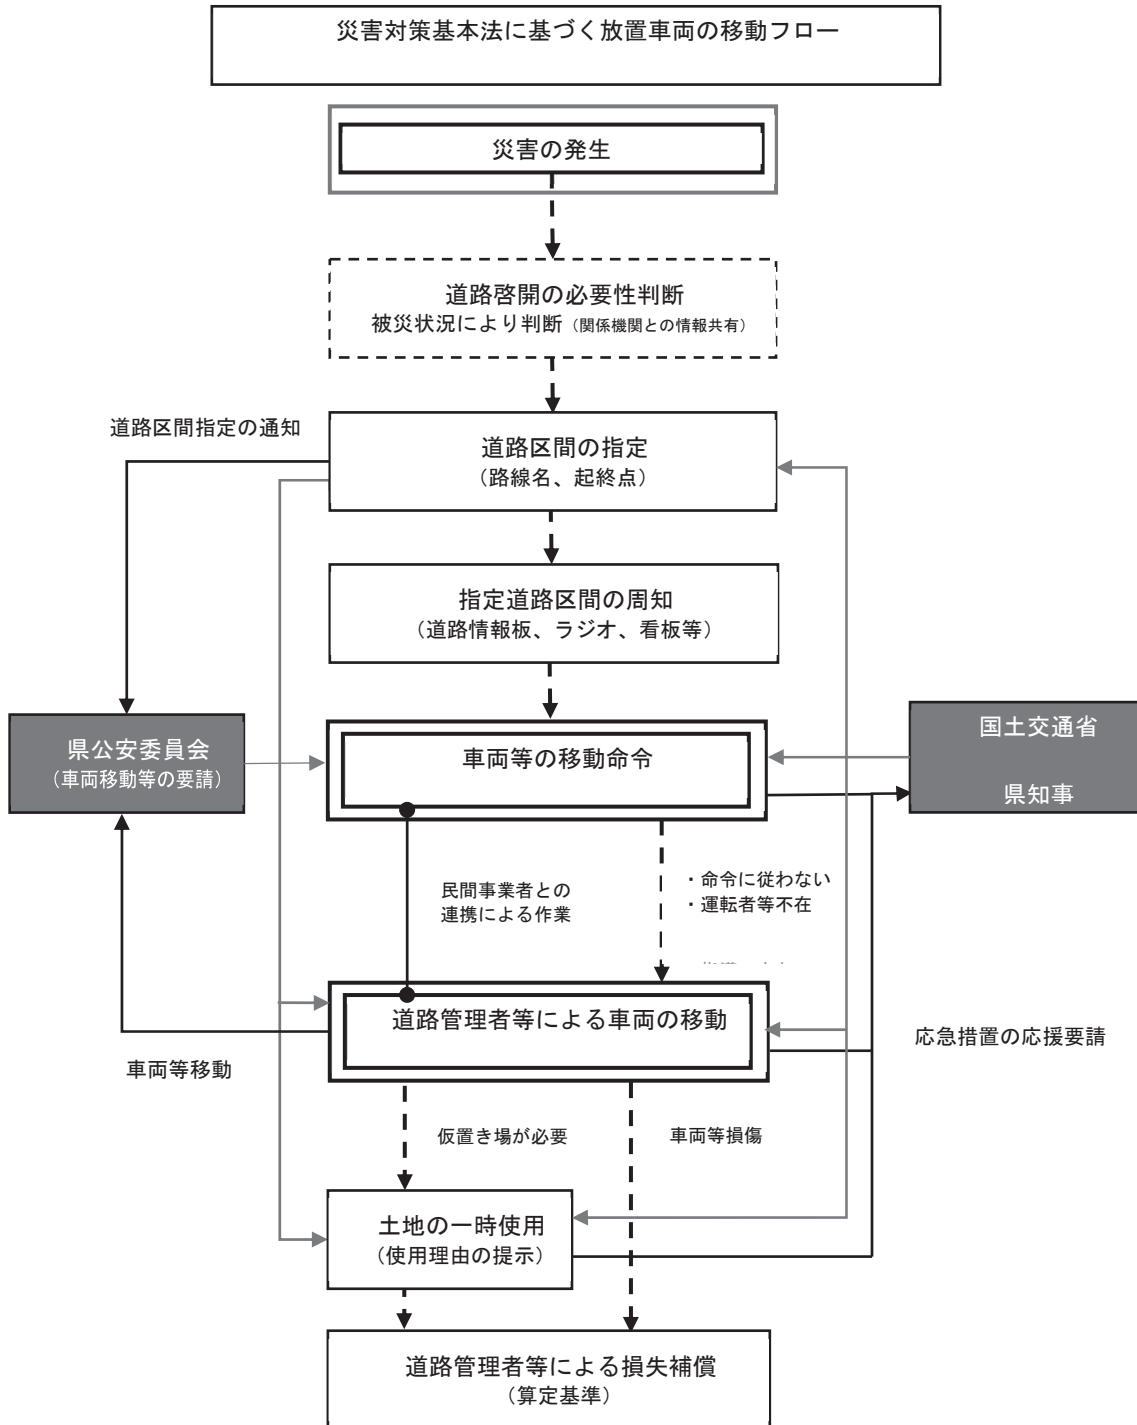 災害対策基本法に基づく放置車両の移動フロー
災害の発生
道路啓開の必要性判断
被災状況により判断（関係機関との情報共有）
道路区間指定の通知
道路区間の指定
（路線名、起終点）
指定道路区間の周知
（道路情報板、ラジオ、看板等）
県公安委員会
（車両移動等の要請）
車両等の移動命令
国土交通省
県知事
民間事業者との
連携による作業
・命令に従わない
・運転者等不在
道路管理者等による車両の移動
車両等移動
応急措置の応援要請
仮置き場が必要
車両等損傷
土地の一時使用
（使用理由の提示）
道路管理者等による損失補償
（算定基準）